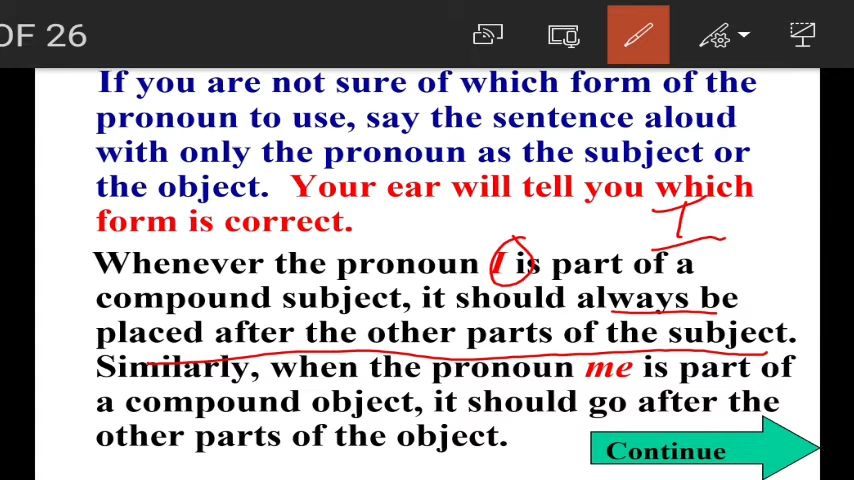 OF 26
If you are not sure of which form of the
pronoun to use, say the sentence aloud
with only the pronoun as the subject or
the object. Your ear will tell you which
form is correct.
I
Whenever the pronoun I is part of a
compound subject, it should always be
placed after the other parts of the subject.
Similarly, when the pronoun me is part of
a compound object, it should go after the
other parts of the object.
Continue